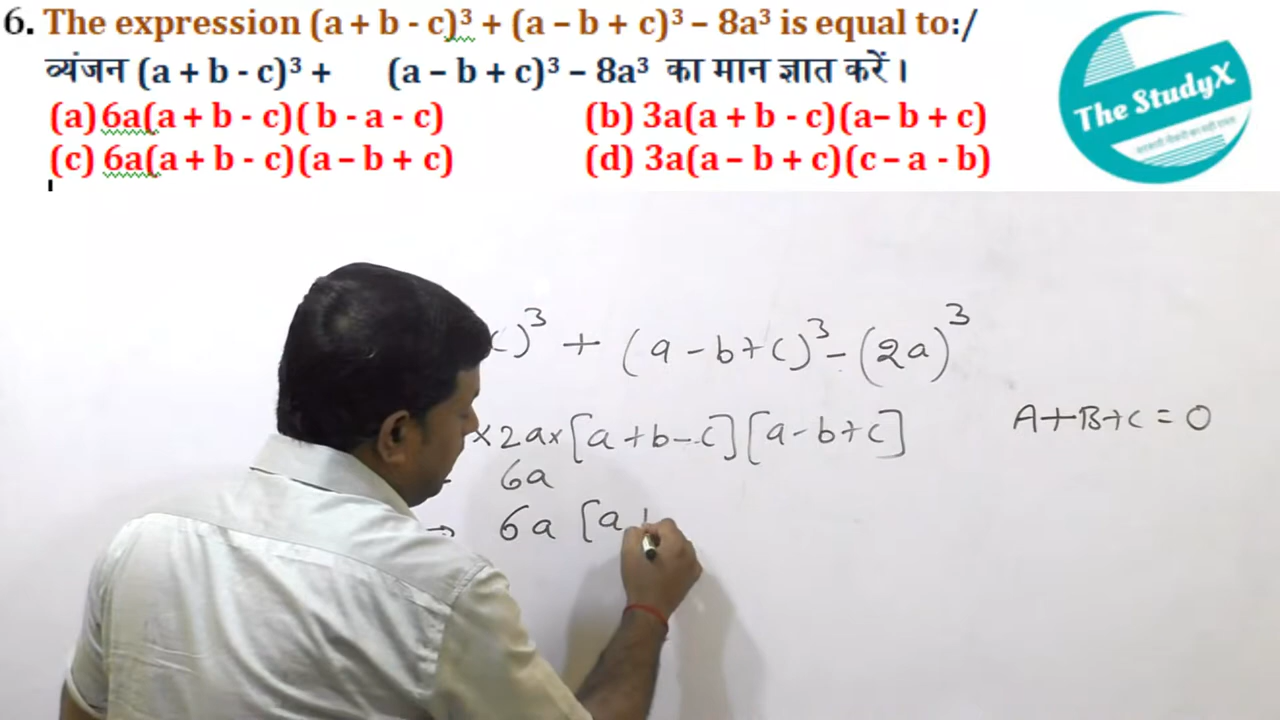 6. The expression (a + b - c)³ + (a – b + c)³ – 8a³ is equal to:/
व्यंजन (a + b - c)³ + (a – b + c)³ – 8a³ का मान ज्ञात करें।
(a) 6a(a + b - c)( b - a - c) (b) 3a(a + b - c)(a– b + c)
(c) 6a(a + b - c)(a – b + c) (d) 3a(a – b + c)(c – a - b)
The StudyX
c)³ + (a - b + c)³ - (2a)³
×2a×[a+b-c][a-b+c]
A+B+C = 0
6a
→ 6a [a